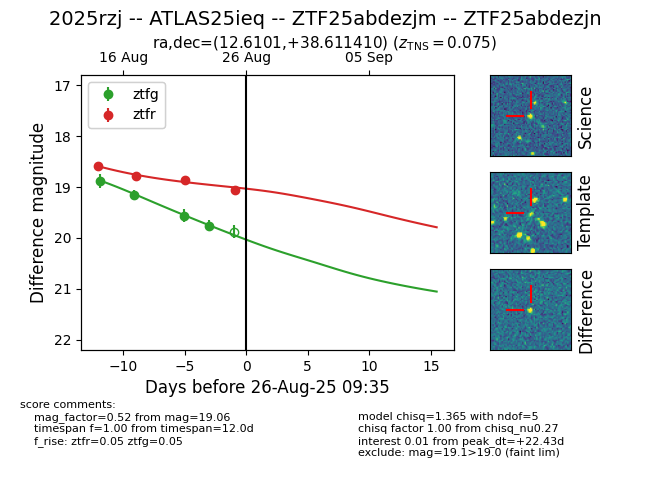 2025rzj -- ATLAS25ieq -- ZTF25abdezjm -- ZTF25abdezjn
ra,dec=(12.6101,+38.611410) (zTNS = 0.075)
16 Aug 26 Aug 05 Sep
ztfg
ztfr
17
18
19
20
21
22
Difference magnitude
−10 −5 0 5 10 15
Days before 26-Aug-25 09:35
Science
Template
Difference
score comments:
mag_factor=0.52 from mag=19.06
timespan f=1.00 from timespan=12.0d
f_rise: ztfr=0.05 ztfg=0.05
model chisq=1.365 with ndof=5
chisq factor 1.00 from chisq_nu0.27
interest 0.01 from peak_dt=+22.43d
exclude: mag=19.1>19.0 (faint lim)